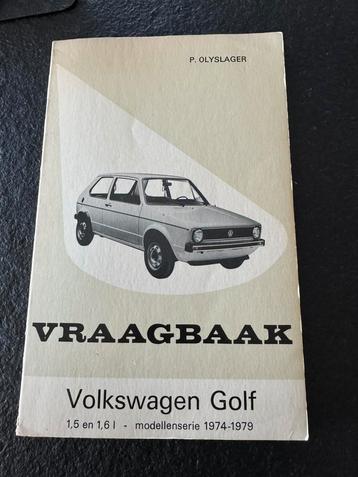 P. OLYSLAGER
VRAAGBAAK
Volkswagen Golf
1,5 en 1,6 l - modellenserie 1974-1979